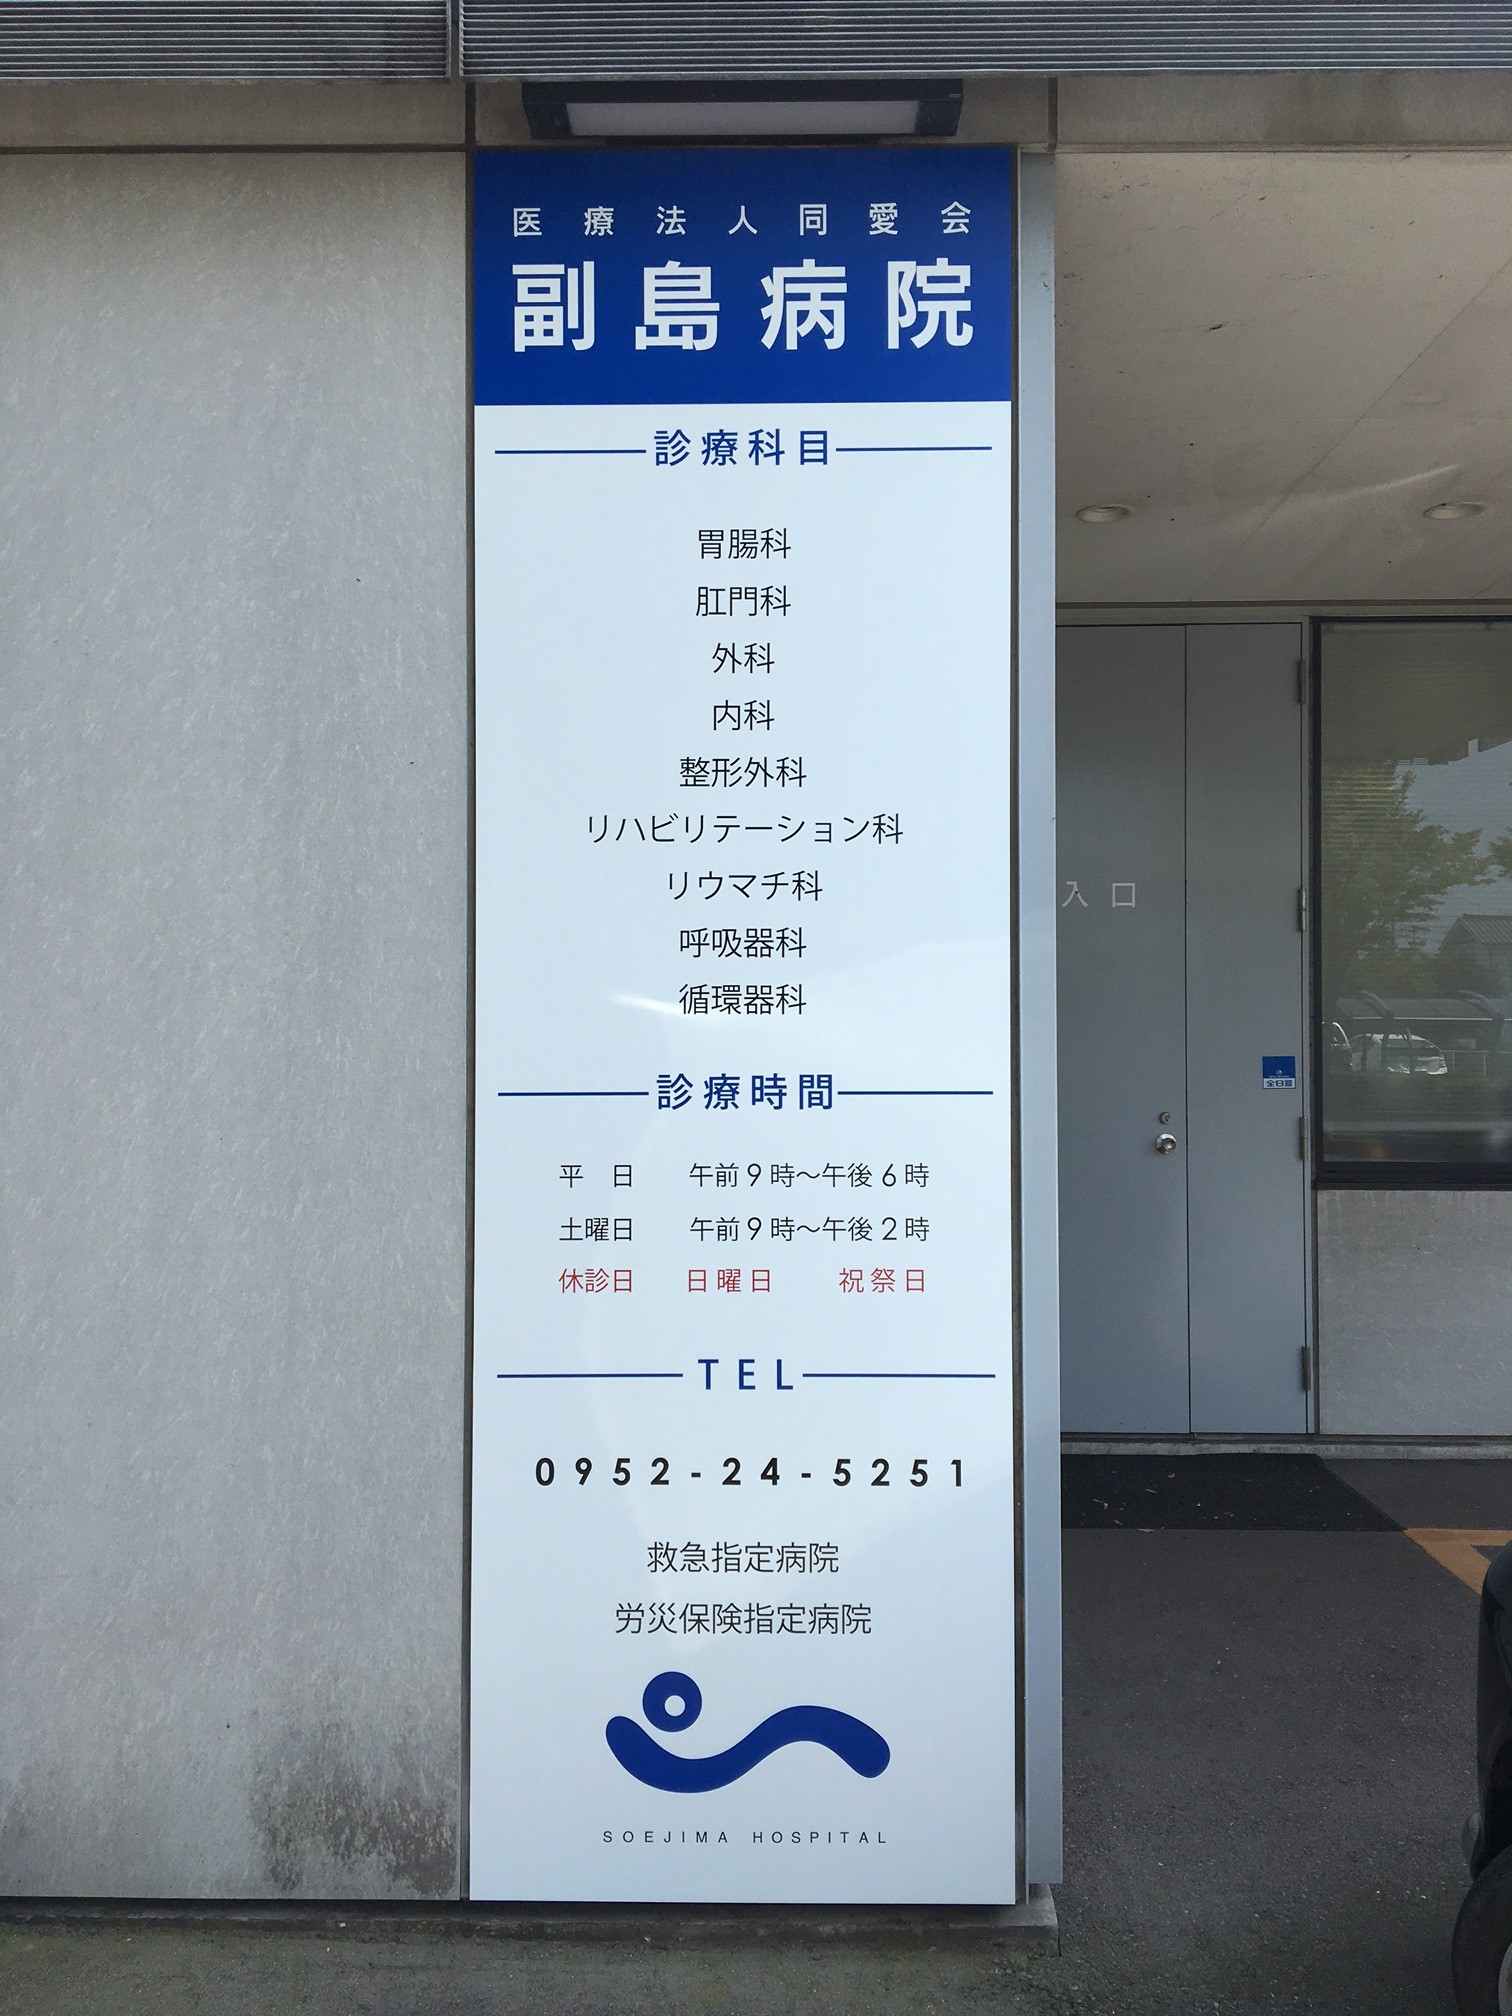 医療法人同愛会
副島病院
診療科目
胃腸科
肛門科
外科
内科
整形外科
リハビリテーション科
リウマチ科
呼吸器科
循環器科
診療時間
平　日　午前9時～午後6時
土曜日　午前9時～午後2時
休診日　日曜日　祝祭日
TEL
0952-24-5251
救急指定病院
労災保険指定病院
SOEJIMA HOSPITAL
入口
全日警